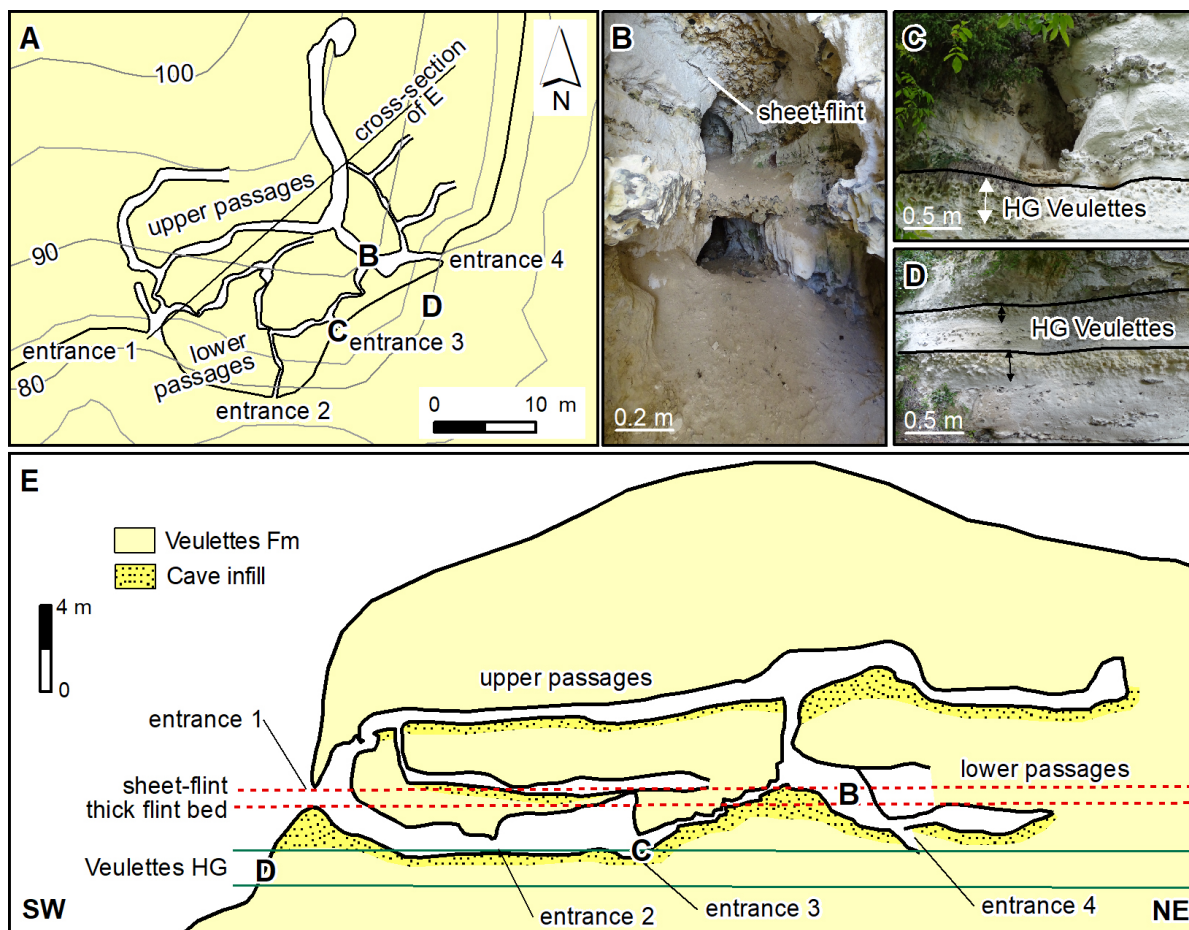 A
100
N
cross-section
of E
upper passages
90
B
entrance 4
D
C
entrance 3
entrance 1
lower
passages
80
entrance 2
0 10 m
B
sheet-flint
0.2 m
C
HG Veulettes
0.5 m
D
HG Veulettes
0.5 m
E
Veulettes Fm
Cave infill
4 m
0
upper passages
entrance 1
sheet-flint
thick flint bed
lower passages
B
C
Veulettes HG
D
entrance 2
entrance 3
entrance 4
SW
NE